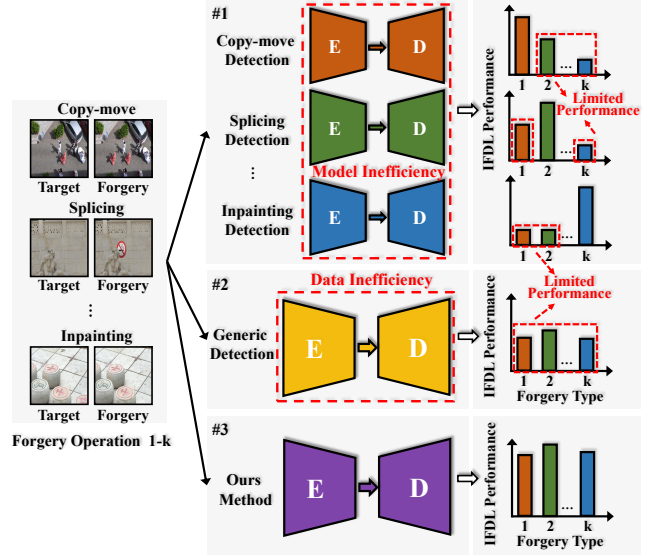 Copy-move
Target
Forgery
Splicing
Target
Forgery
...
Inpainting
Target
Forgery
Forgery Operation 1-k
#1
Copy-move
Detection
E
D
Splicing
Detection
E
D
...
Model Inefficiency
Inpainting
Detection
E
D
IFDL Performance
1
2
...
k
Limited
Performance
1
2
...
k
1
2
...
k
#2
Data Inefficiency
Generic
Detection
E
D
Limited
Performance
IFDL Performance
1
2
...
k
Forgery Type
#3
Ours
Method
E
D
IFDL Performance
1
2
...
k
Forgery Type